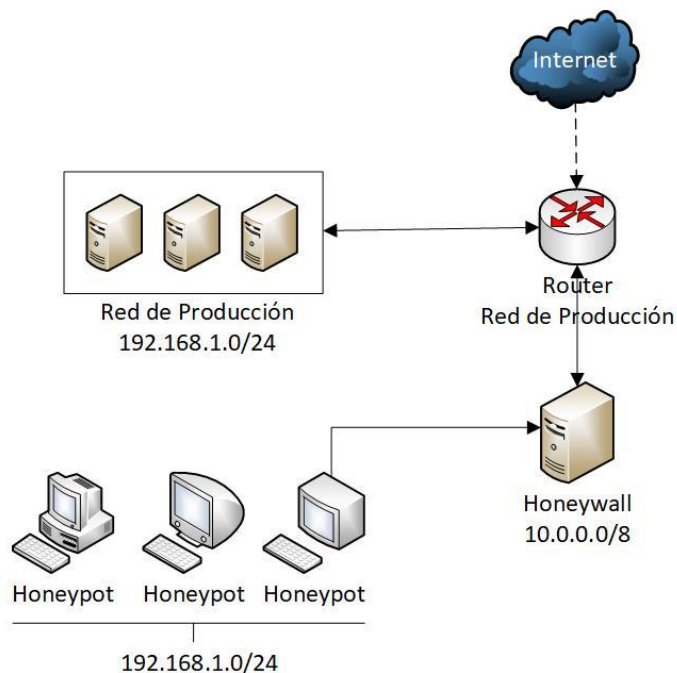 Internet
Router
Red de Producción
Red de Producción
192.168.1.0/24
Honeywall
10.0.0.0/8
Honeypot
Honeypot
Honeypot
192.168.1.0/24